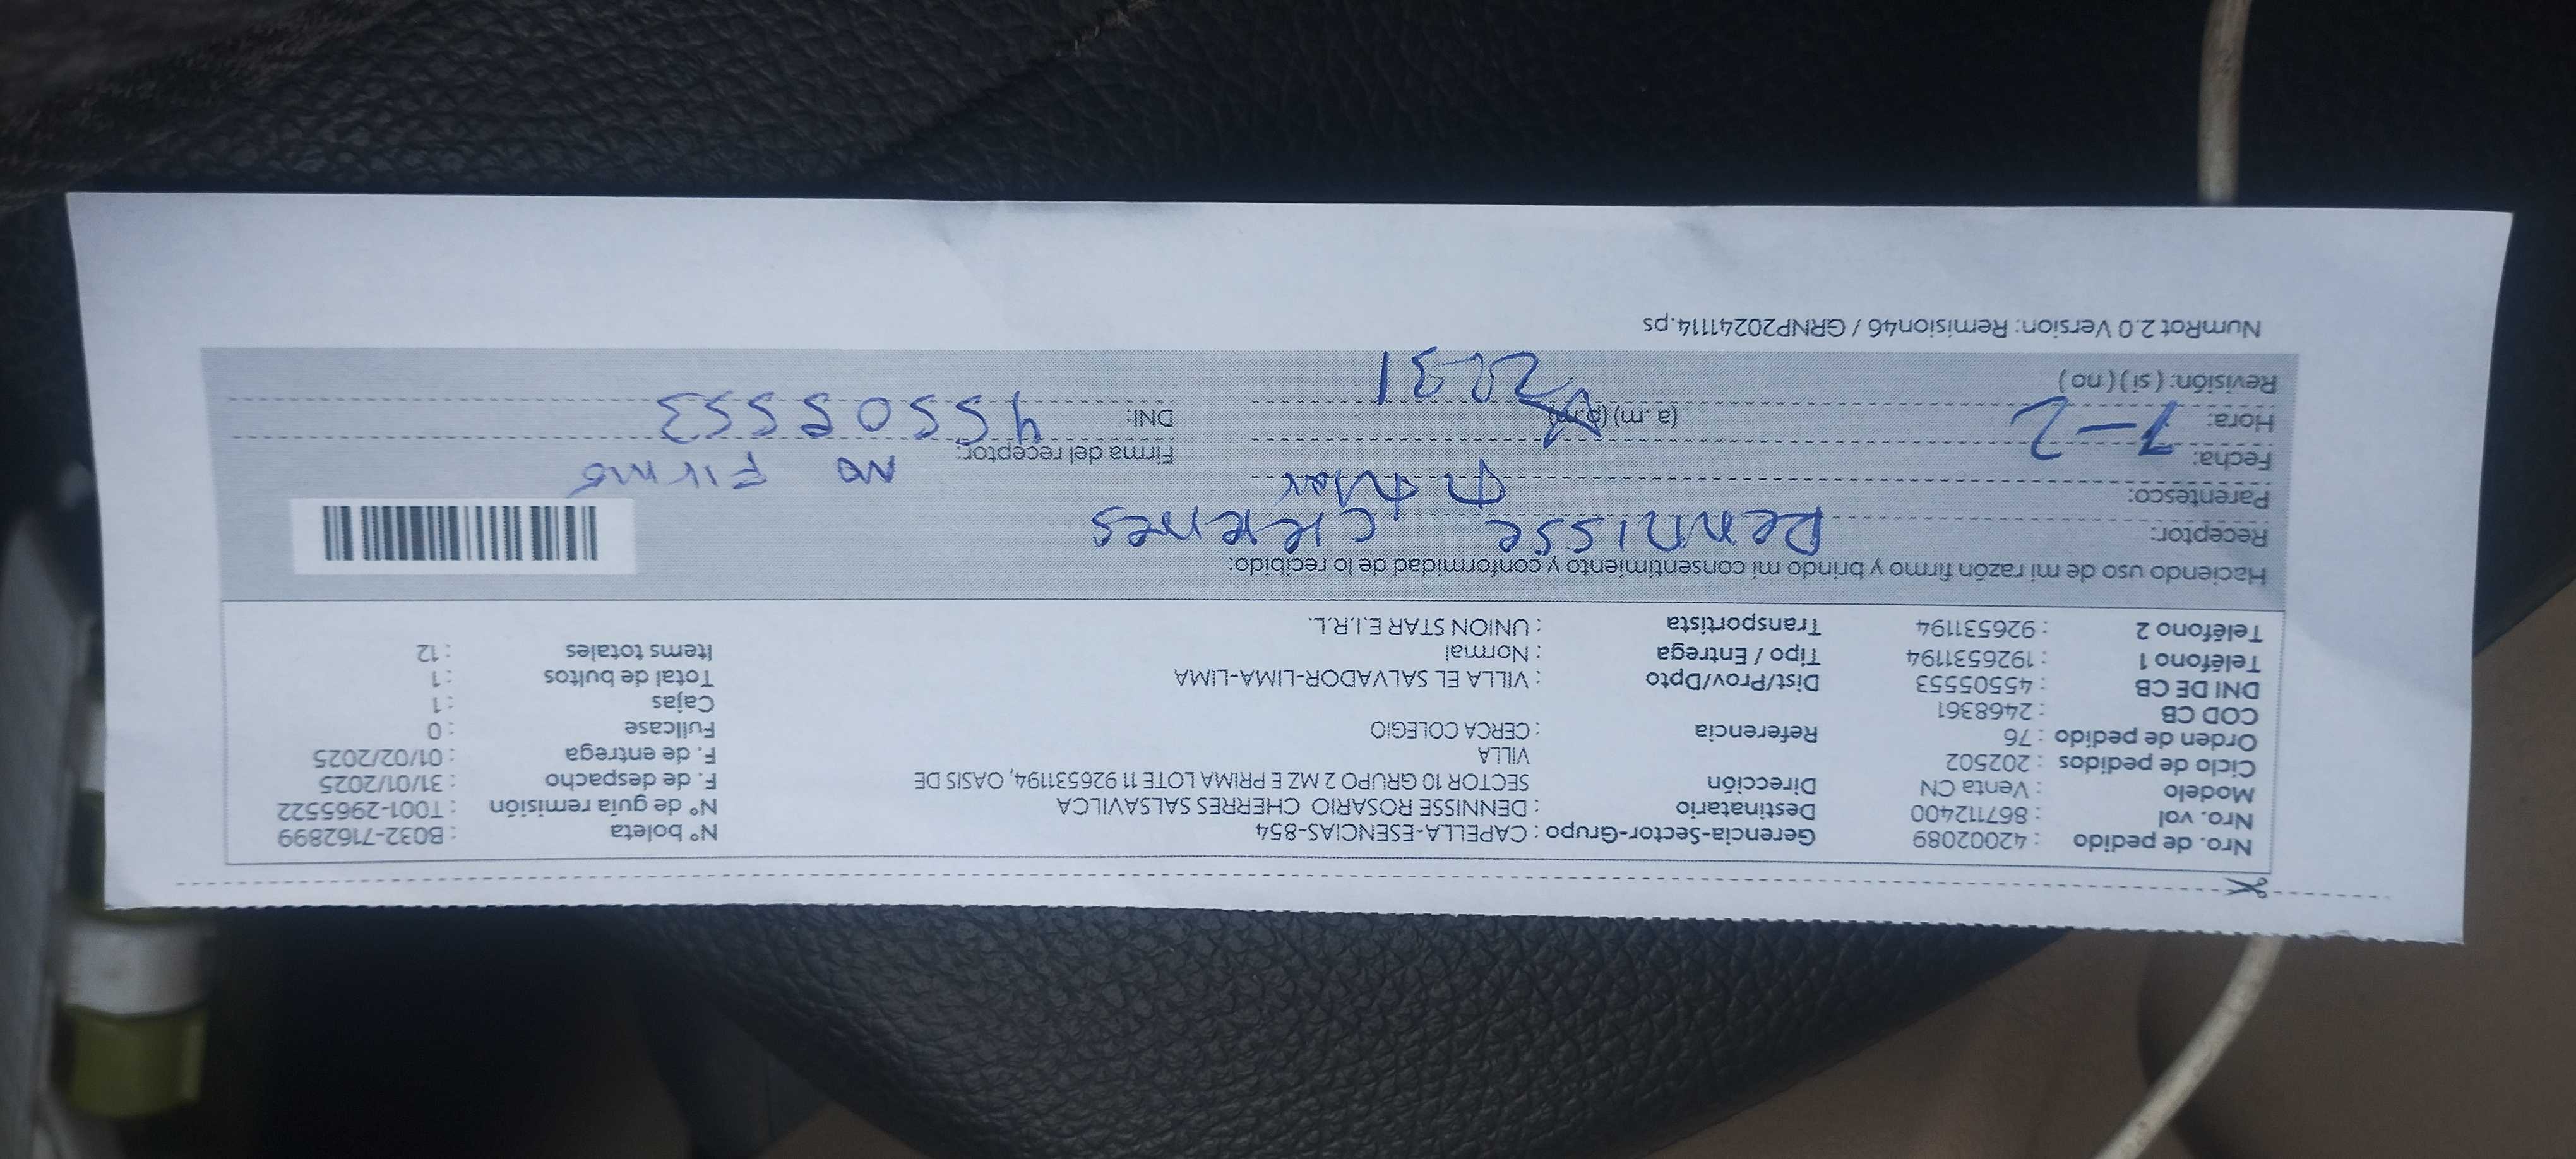 Nro. de pedido : 42002089 Gerencia-Sector-Grupo : CAPELLA-ESENCIAS-854 N° boleta : B032-7162899
Nro. vol : 867112400 Destinatario : DENNISSE ROSARIO CHERRES SALSAVILCA N° de guía remisión : T001-2965522
Modelo : Venta CN Dirección SECTOR 10 GRUPO 2 MZ E PRIMA LOTE 11 926531194, OASIS DE F. de despacho : 31/01/2025
Ciclo de pedidos : 202502 VILLA F. de entrega : 01/02/2025
Orden de pedido : 76 Referencia : CERCA COLEGIO Fullcase : 0
COD CB : 2468361 Cajas : 1
DNI DE CB : 45505553 Dist/Prov/Dpto : VILLA EL SALVADOR-LIMA-LIMA Total de bultos : 1
Teléfono 1 : 1926531194 Tipo / Entrega : Normal Items totales : 12
Teléfono 2 : 926531194 Transportista : UNION STAR E.I.R.L.
Haciendo uso de mi razón firmo y brindo mi consentimiento y conformidad de lo recibido:
Receptor: Dennisse Cherres
Parentesco: titular
Fecha: 1-2 Firma del receptor: no Firmo
Hora: (a.m) (p.m) 2231 DNI: 45505553
Revisión: ( si ) ( no )
NumRot 2.0 Version: Remision46 / GRNP20241114.ps